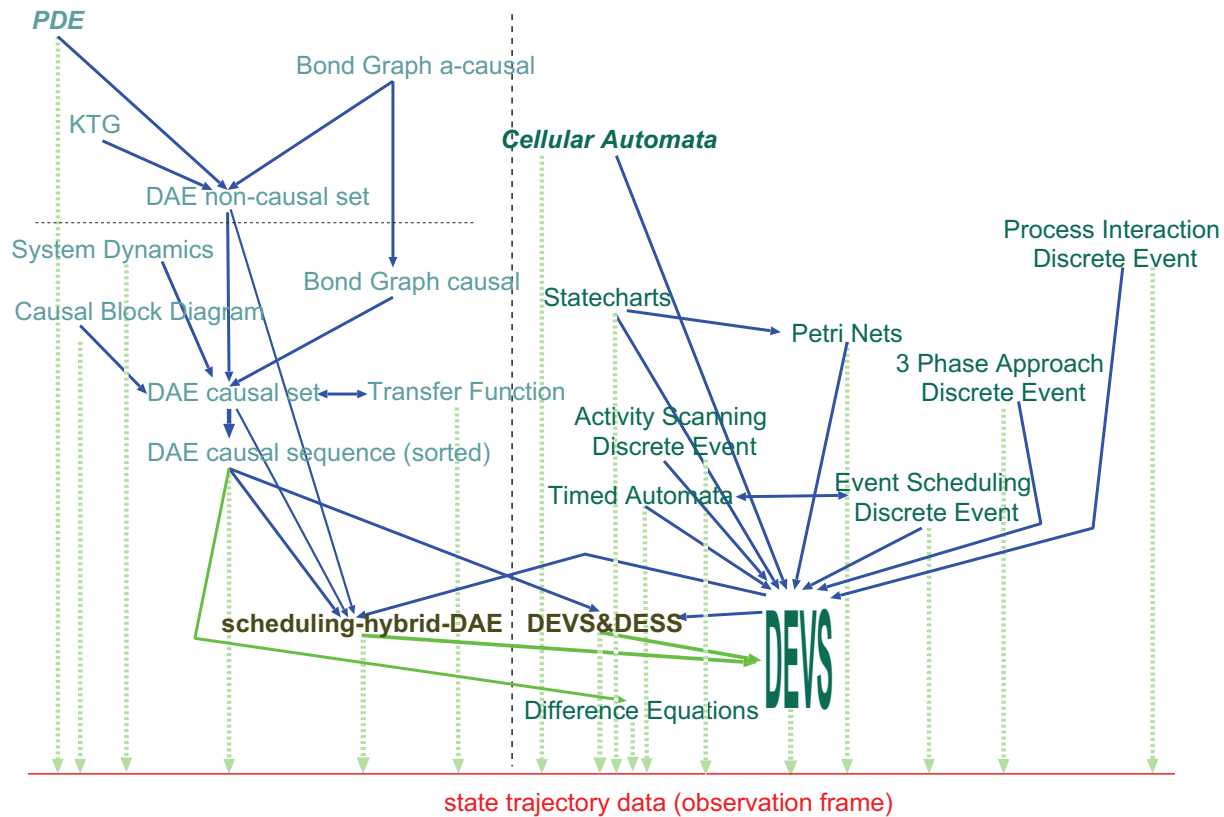 PDE
Bond Graph a-causal
KTG
Cellular Automata
DAE non-causal set
Process Interaction
Discrete Event
System Dynamics
Bond Graph causal
Statecharts
Causal Block Diagram
Petri Nets
3 Phase Approach
Discrete Event
DAE causal set
Transfer Function
Activity Scanning
Discrete Event
DAE causal sequence (sorted)
Timed Automata
Event Scheduling
Discrete Event
scheduling-hybrid-DAE
DEVS&DESS
DEVS
Difference Equations
state trajectory data (observation frame)